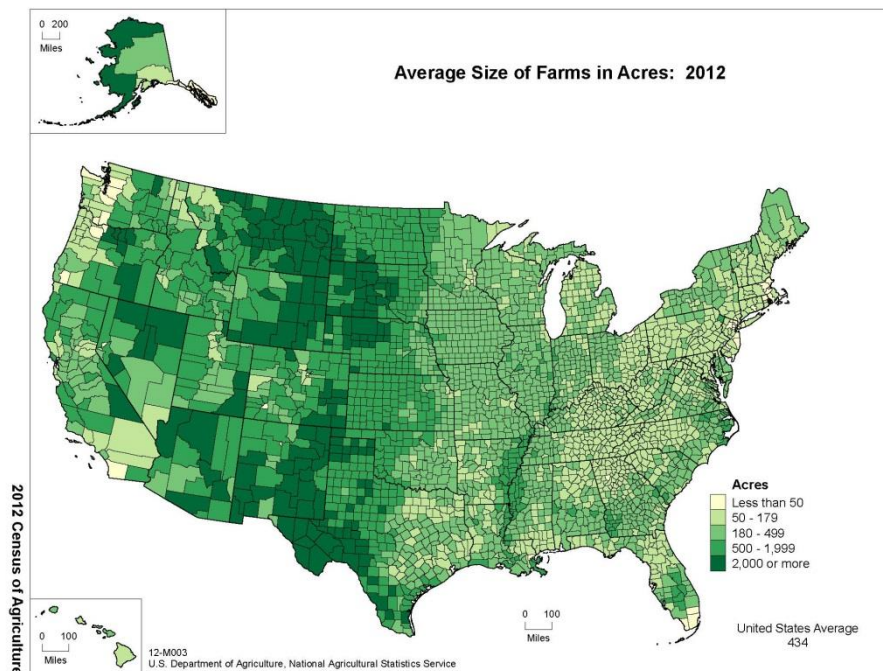 0 200
Miles
Average Size of Farms in Acres: 2012
Acres
Less than 50
50 - 179
180 - 499
500 - 1,999
2,000 or more
United States Average
434
0 100
Miles
0 100
Miles
12-M003
U.S. Department of Agriculture, National Agricultural Statistics Service
2012 Census of Agriculture